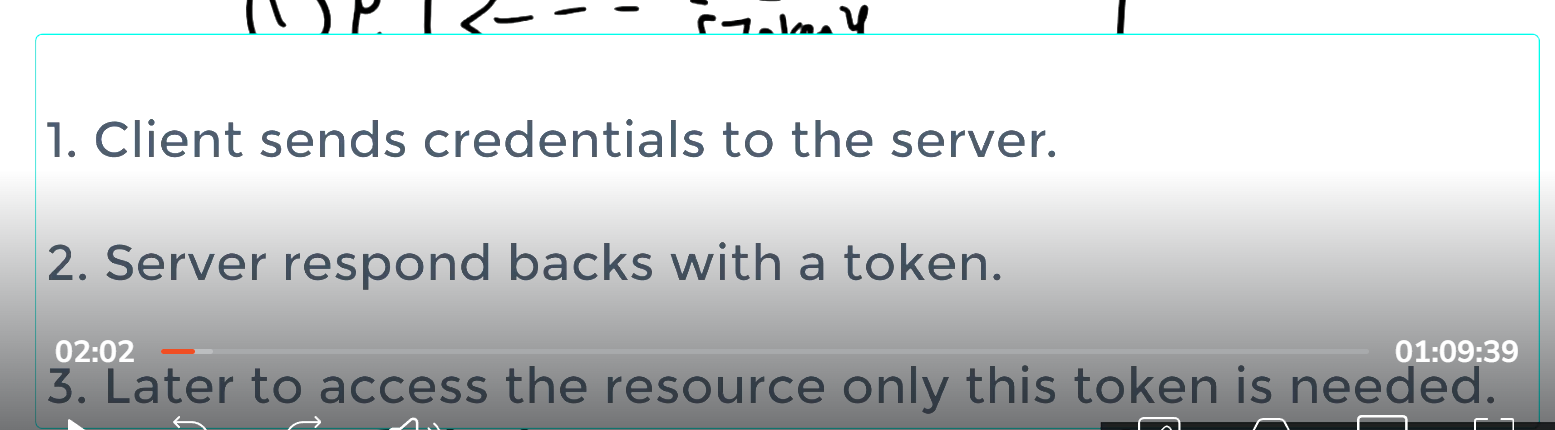 Token
1. Client sends credentials to the server.
2. Server respond backs with a token.
02:02
01:09:39
3. Later to access the resource only this token is needed.